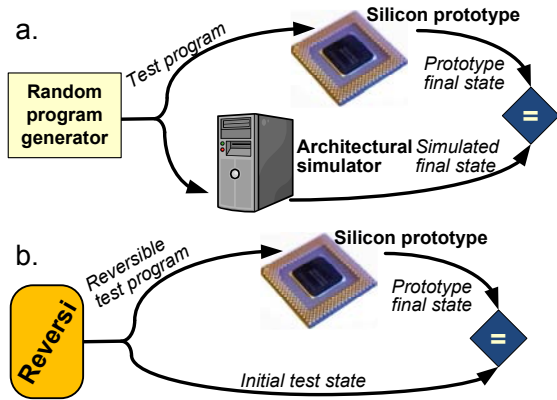 a.
Random
program
generator
Test program
Silicon prototype
Prototype
final state
Architectural
simulator
Simulated
final state
=
b.
Reversi
Reversible
test program
Silicon prototype
Prototype
final state
Initial test state
=